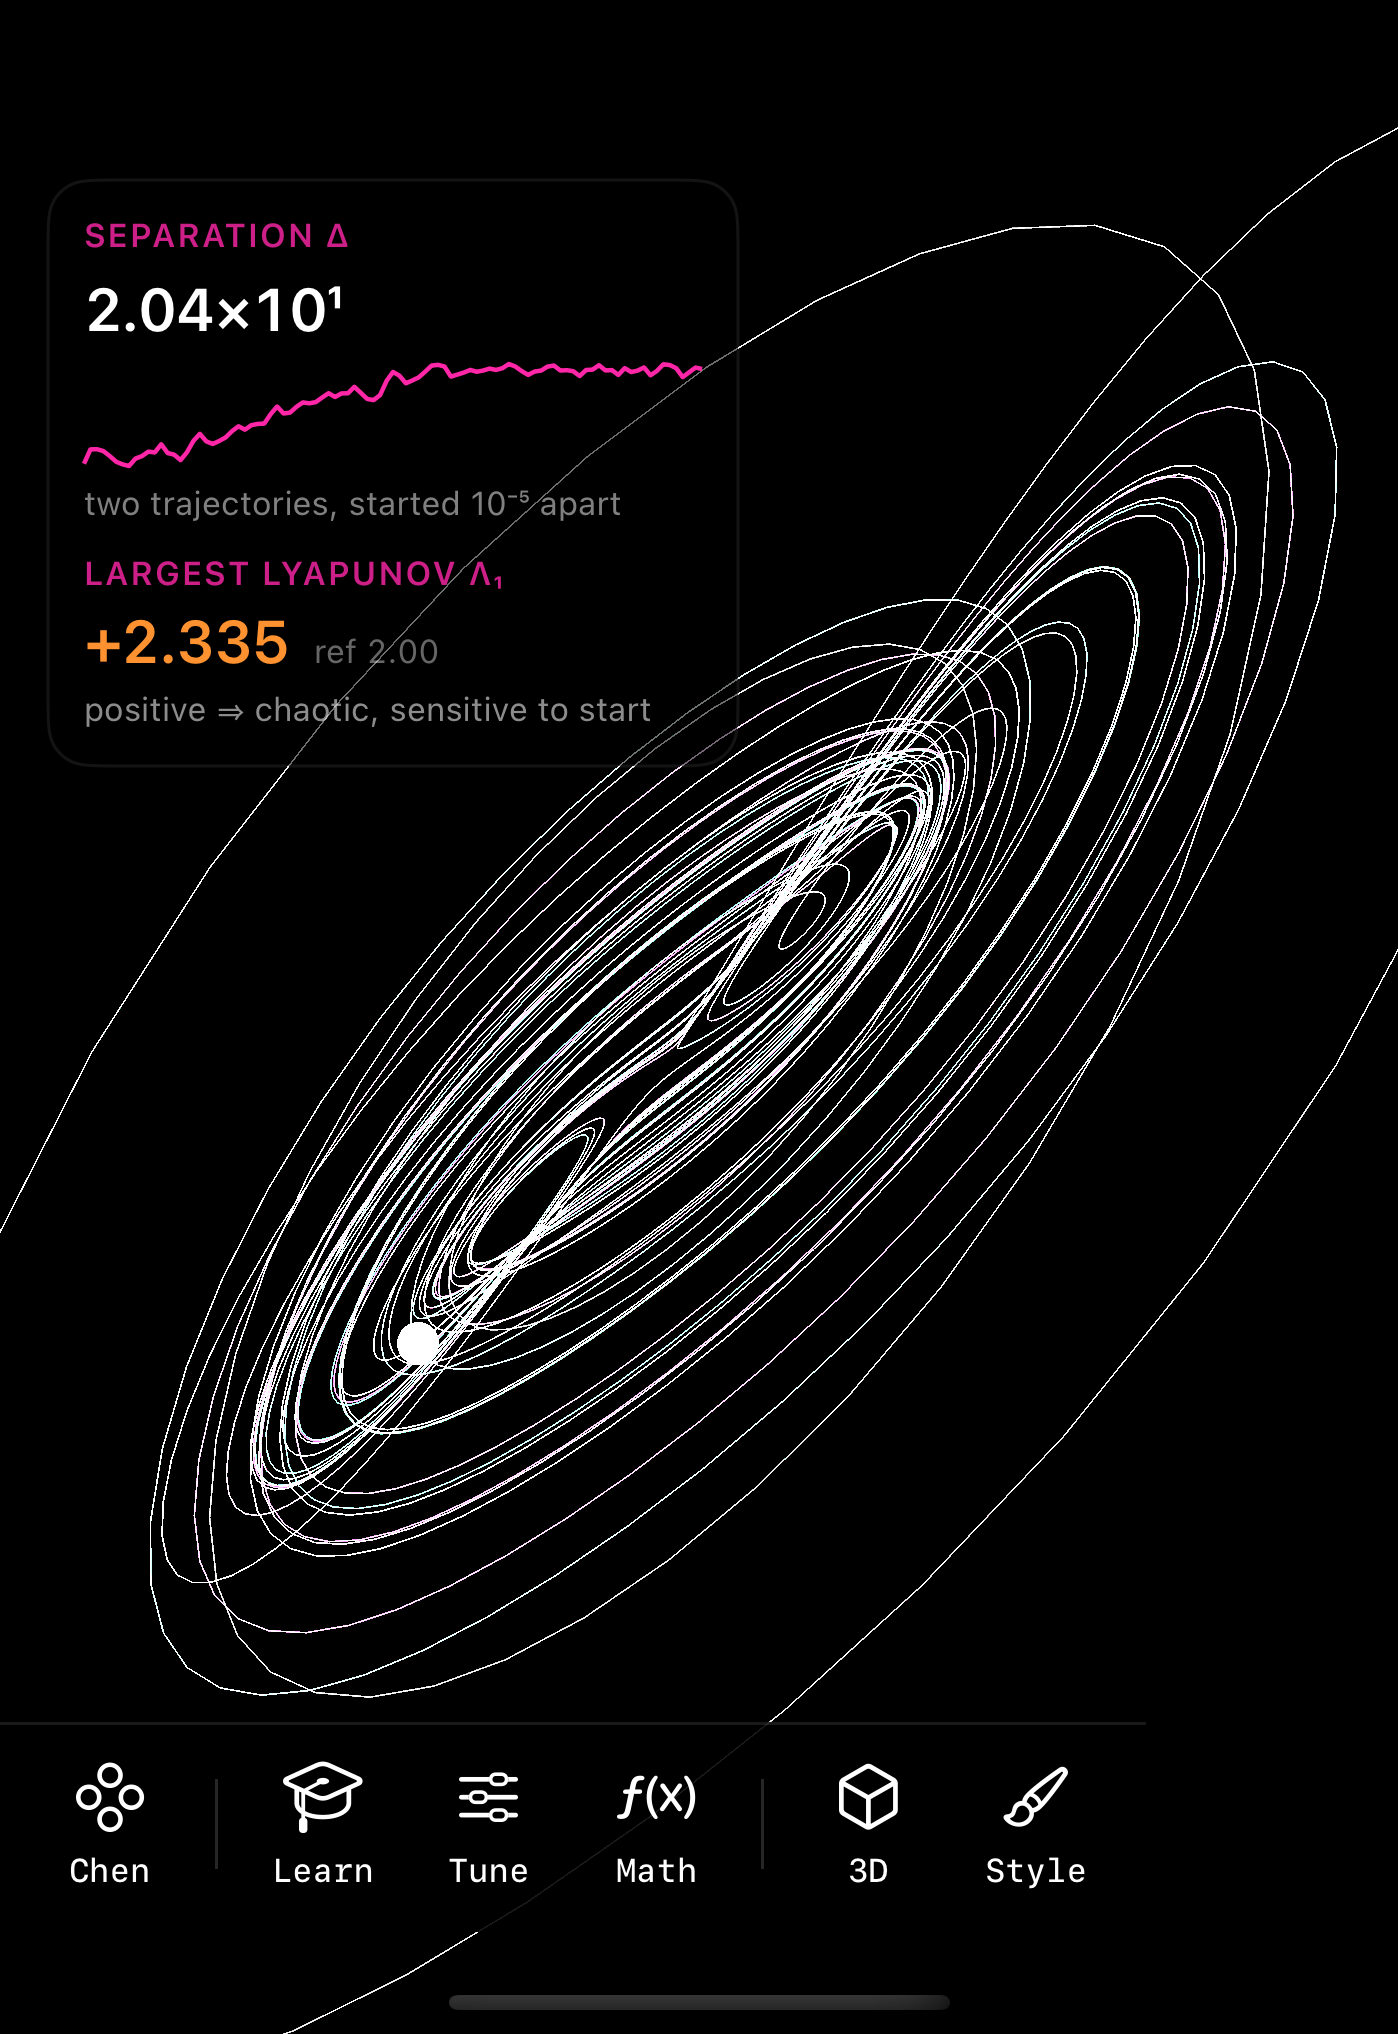 SEPARATION Δ
2.04×10¹
two trajectories, started 10⁻⁵ apart
LARGEST LYAPUNOV Λ₁
+2.335 ref 2.00
positive ⇒ chaotic, sensitive to start
Chen Learn Tune ƒ(x) Math 3D Style